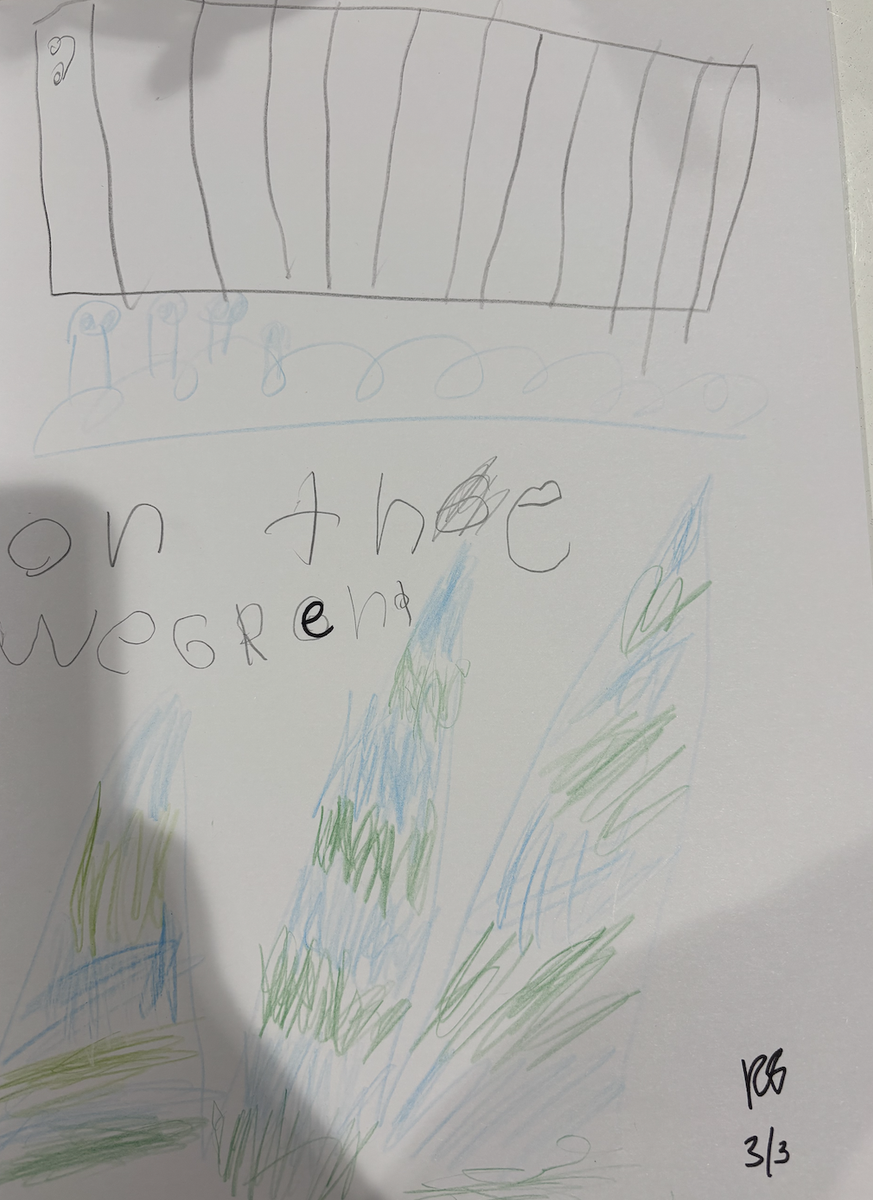 on the
weGRend
3/3